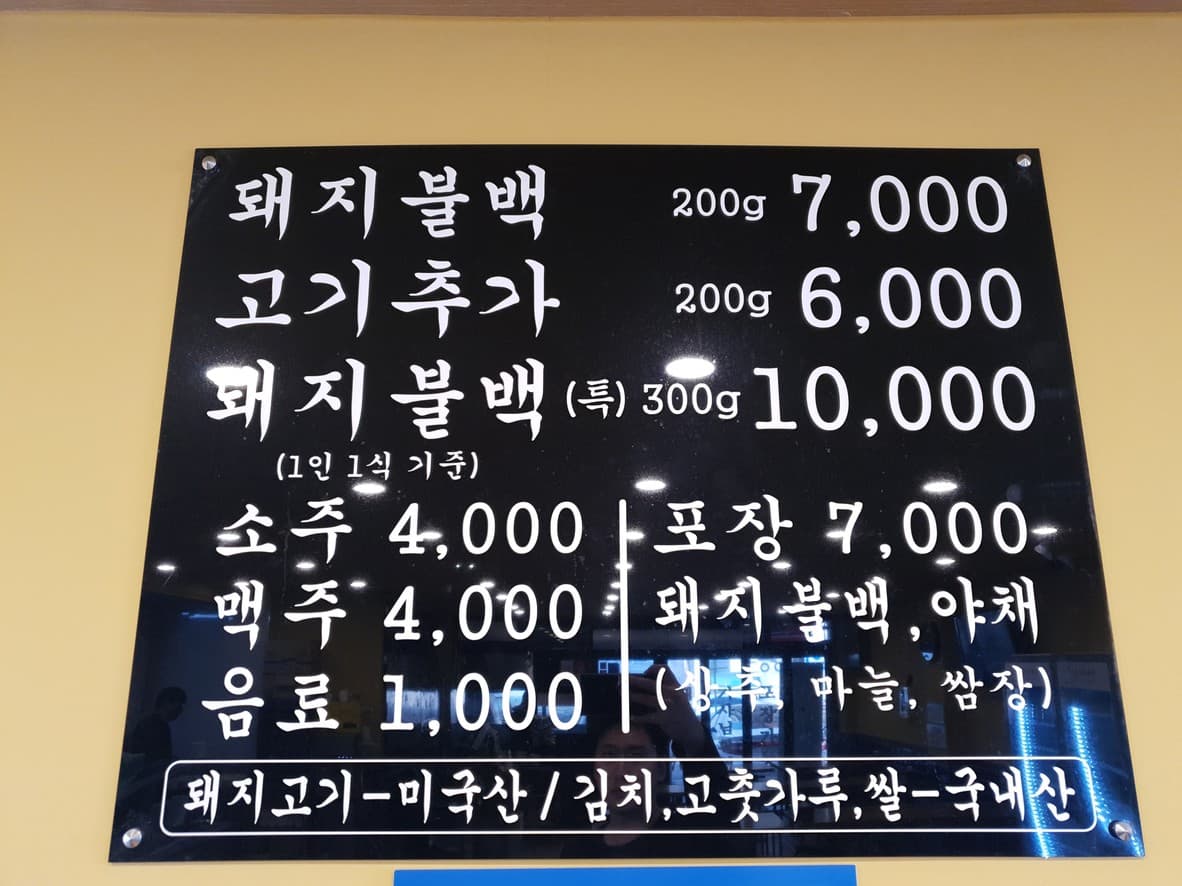 돼지불백 200g 7,000
고기추가 200g 6,000
돼지불백 (특) 300g 10,000
(1인 1식 기준)
소주 4,000
맥주 4,000
음료 1,000
포장 7,000
돼지불백, 야채
(상추, 마늘, 쌈장)
돼지고기-미국산 / 김치,고춧가루,쌀-국내산